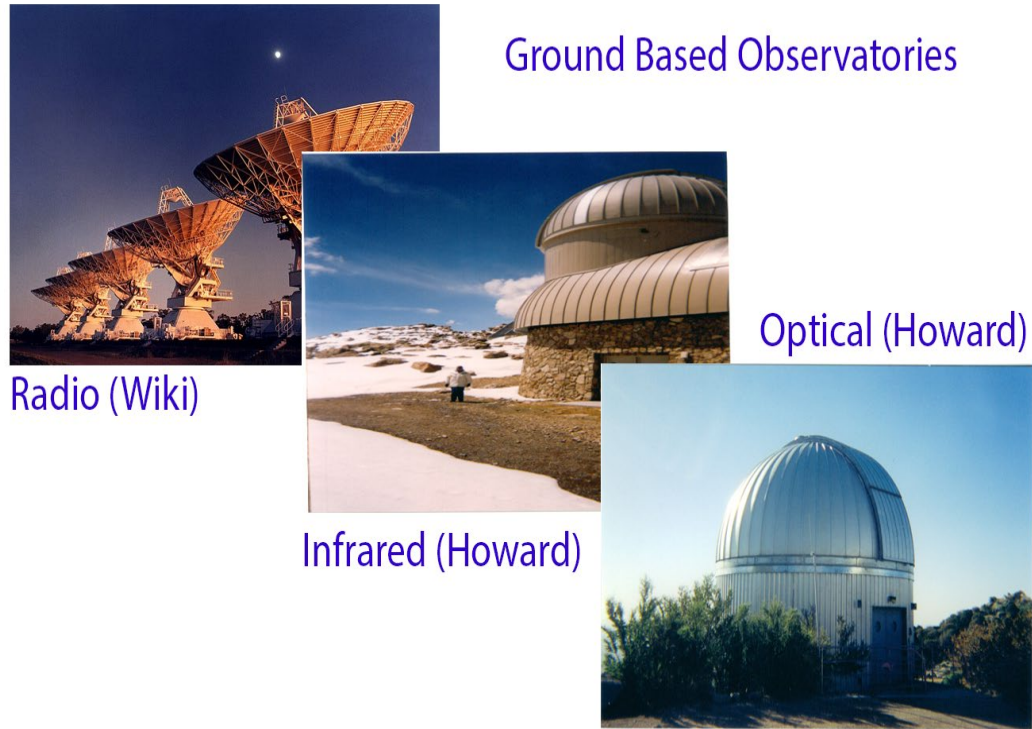 Ground Based Observatories
Optical (Howard)
Radio (Wiki)
Infrared (Howard)